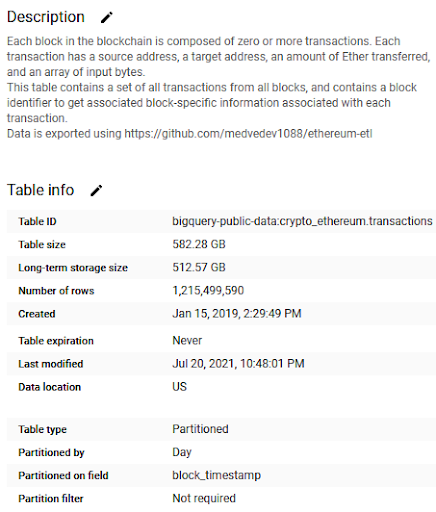 Description
Each block in the blockchain is composed of zero or more transactions. Each
transaction has a source address, a target address, an amount of Ether transferred,
and an array of input bytes.
This table contains a set of all transactions from all blocks, and contains a block
identifier to get associated block-specific information associated with each
transaction.
Data is exported using https://github.com/medvedev1088/ethereum-etl
Table info
Table ID bigquery-public-data:crypto_ethereum.transactions
Table size 582.28 GB
Long-term storage size 512.57 GB
Number of rows 1,215,499,590
Created Jan 15, 2019, 2:29:49 PM
Table expiration Never
Last modified Jul 20, 2021, 10:48:01 PM
Data location US
Table type Partitioned
Partitioned by Day
Partitioned on field block_timestamp
Partition filter Not required